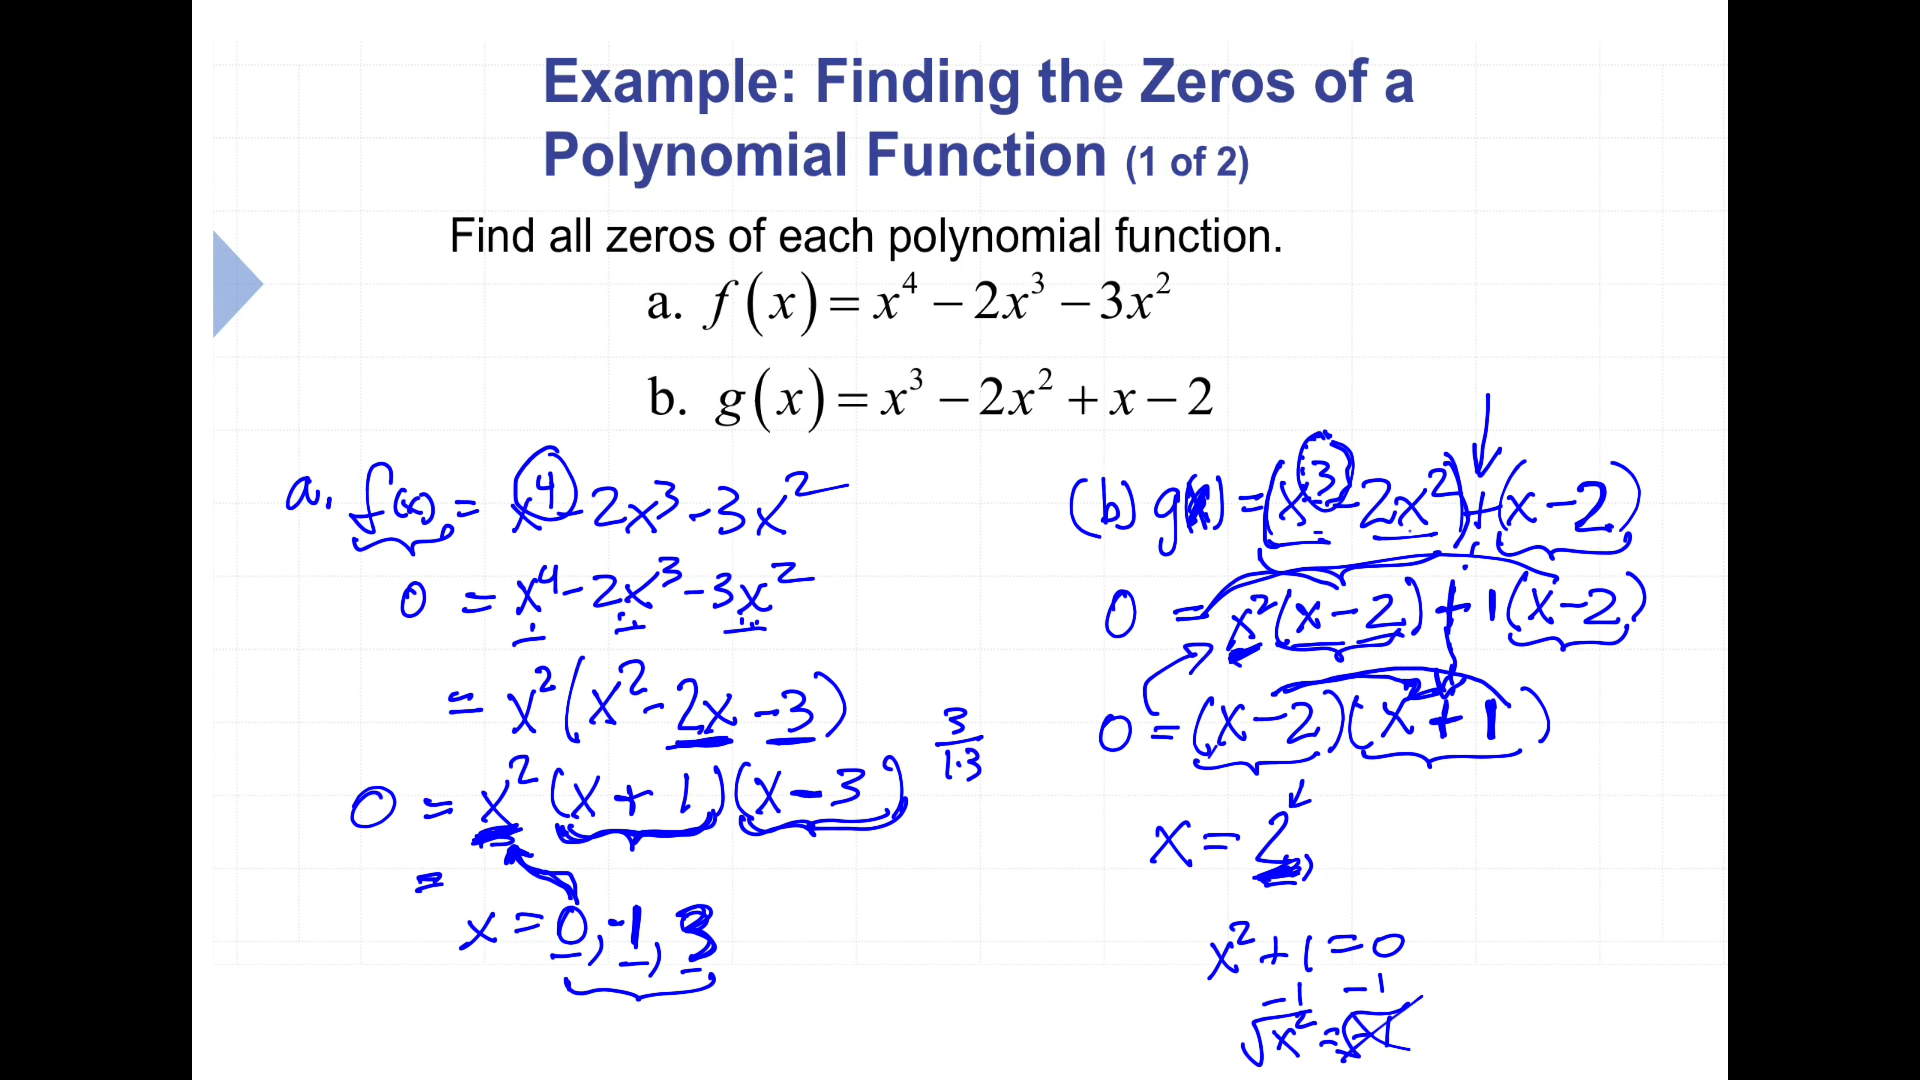 Example: Finding the Zeros of a
Polynomial Function (1 of 2)
Find all zeros of each polynomial function.
a. f(x) = x⁴ − 2x³ − 3x²
b. g(x) = x³ − 2x² + x − 2
a. f(x) = x⁴ - 2x³ - 3x²
0 = x⁴ - 2x³ - 3x²
= x²(x² - 2x - 3)
3
1·3
0 = x²(x + 1)(x - 3)
=
x = 0, -1, 3
(b) g(x) = (x³ - 2x²) + (x - 2)
0 = x²(x - 2) + 1(x - 2)
0 = (x - 2)(x² + 1)
x = 2,
x² + 1 = 0
-1 -1
√x² = √-1